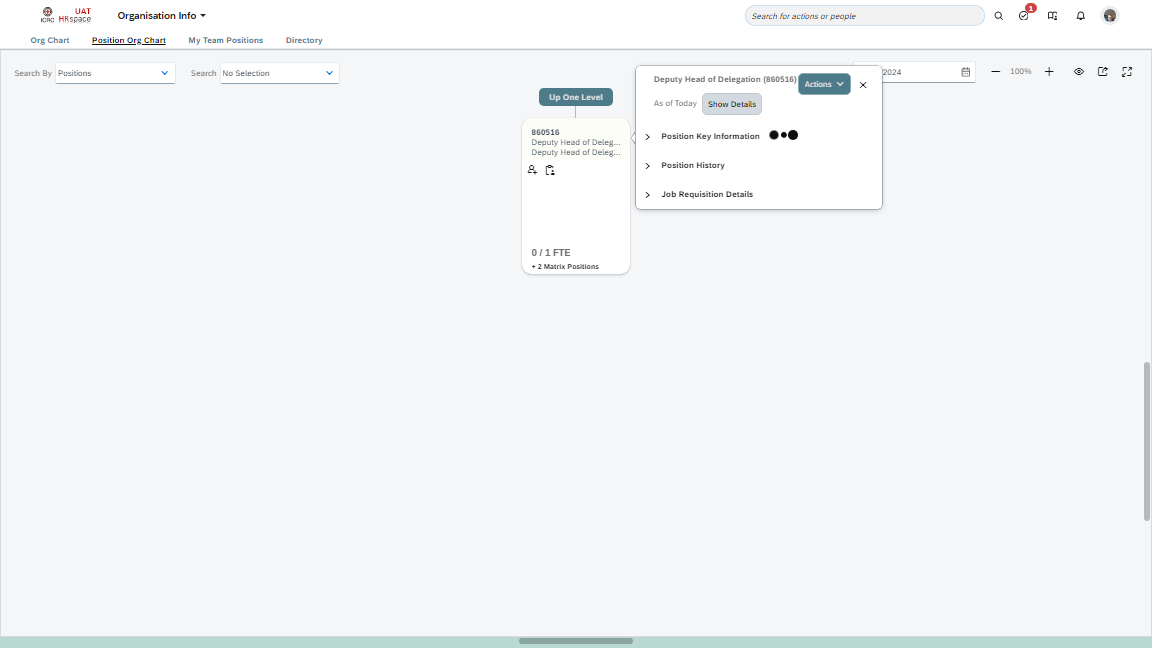 ICRC UAT HRspace
Organisation Info
Search for actions or people
1
Org Chart
Position Org Chart
My Team Positions
Directory
Search By Positions
Search No Selection
2024
100%
Up One Level
860516
Deputy Head of Deleg...
Deputy Head of Deleg...
0 / 1 FTE
+ 2 Matrix Positions
Deputy Head of Delegation (860516)
Actions
As of Today
Show Details
Position Key Information
Position History
Job Requisition Details